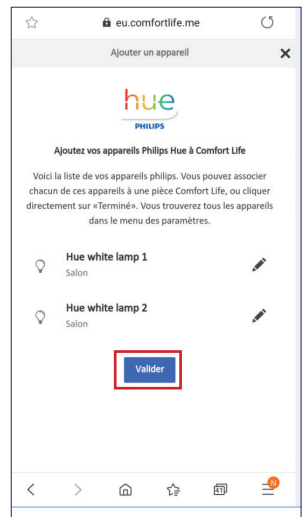 eu.comfortlife.me
Ajouter un appareil
hue
PHILIPS
Ajoutez vos appareils Philips Hue à Comfort Life
Voici la liste de vos appareils philips. Vous pouvez associer
chacun de ces appareils à une pièce Comfort Life, ou cliquer
directement sur «Terminé». Vous trouverez tous les appareils
dans le menu des paramètres.
Hue white lamp 1
Salon
Hue white lamp 2
Salon
Valider
41
N